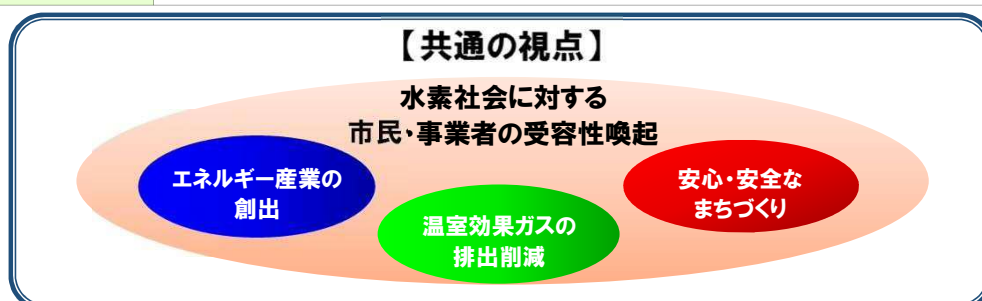 【共通の視点】
水素社会に対する
市民・事業者の受容性喚起
エネルギー産業の
創出
温室効果ガスの
排出削減
安心・安全な
まちづくり